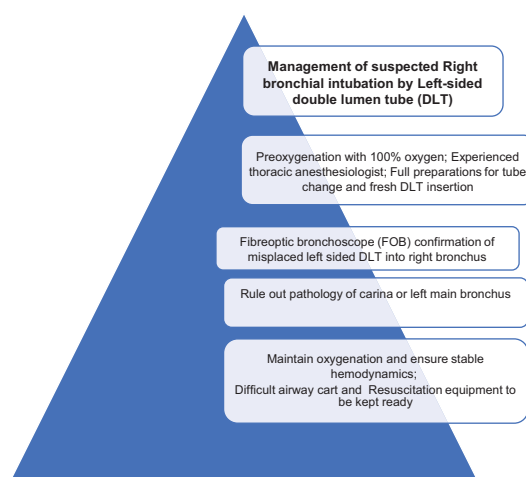 Management of suspected Right
bronchial intubation by Left-sided
double lumen tube (DLT)
Preoxygenation with 100% oxygen; Experienced
thoracic anesthesiologist; Full preparations for tube
change and fresh DLT insertion
Fibreoptic bronchoscope (FOB) confirmation of
misplaced left sided DLT into right bronchus
Rule out pathology of carina or left main bronchus
Maintain oxygenation and ensure stable
hemodynamics;
Difficult airway cart and Resuscitation equipment to
be kept ready